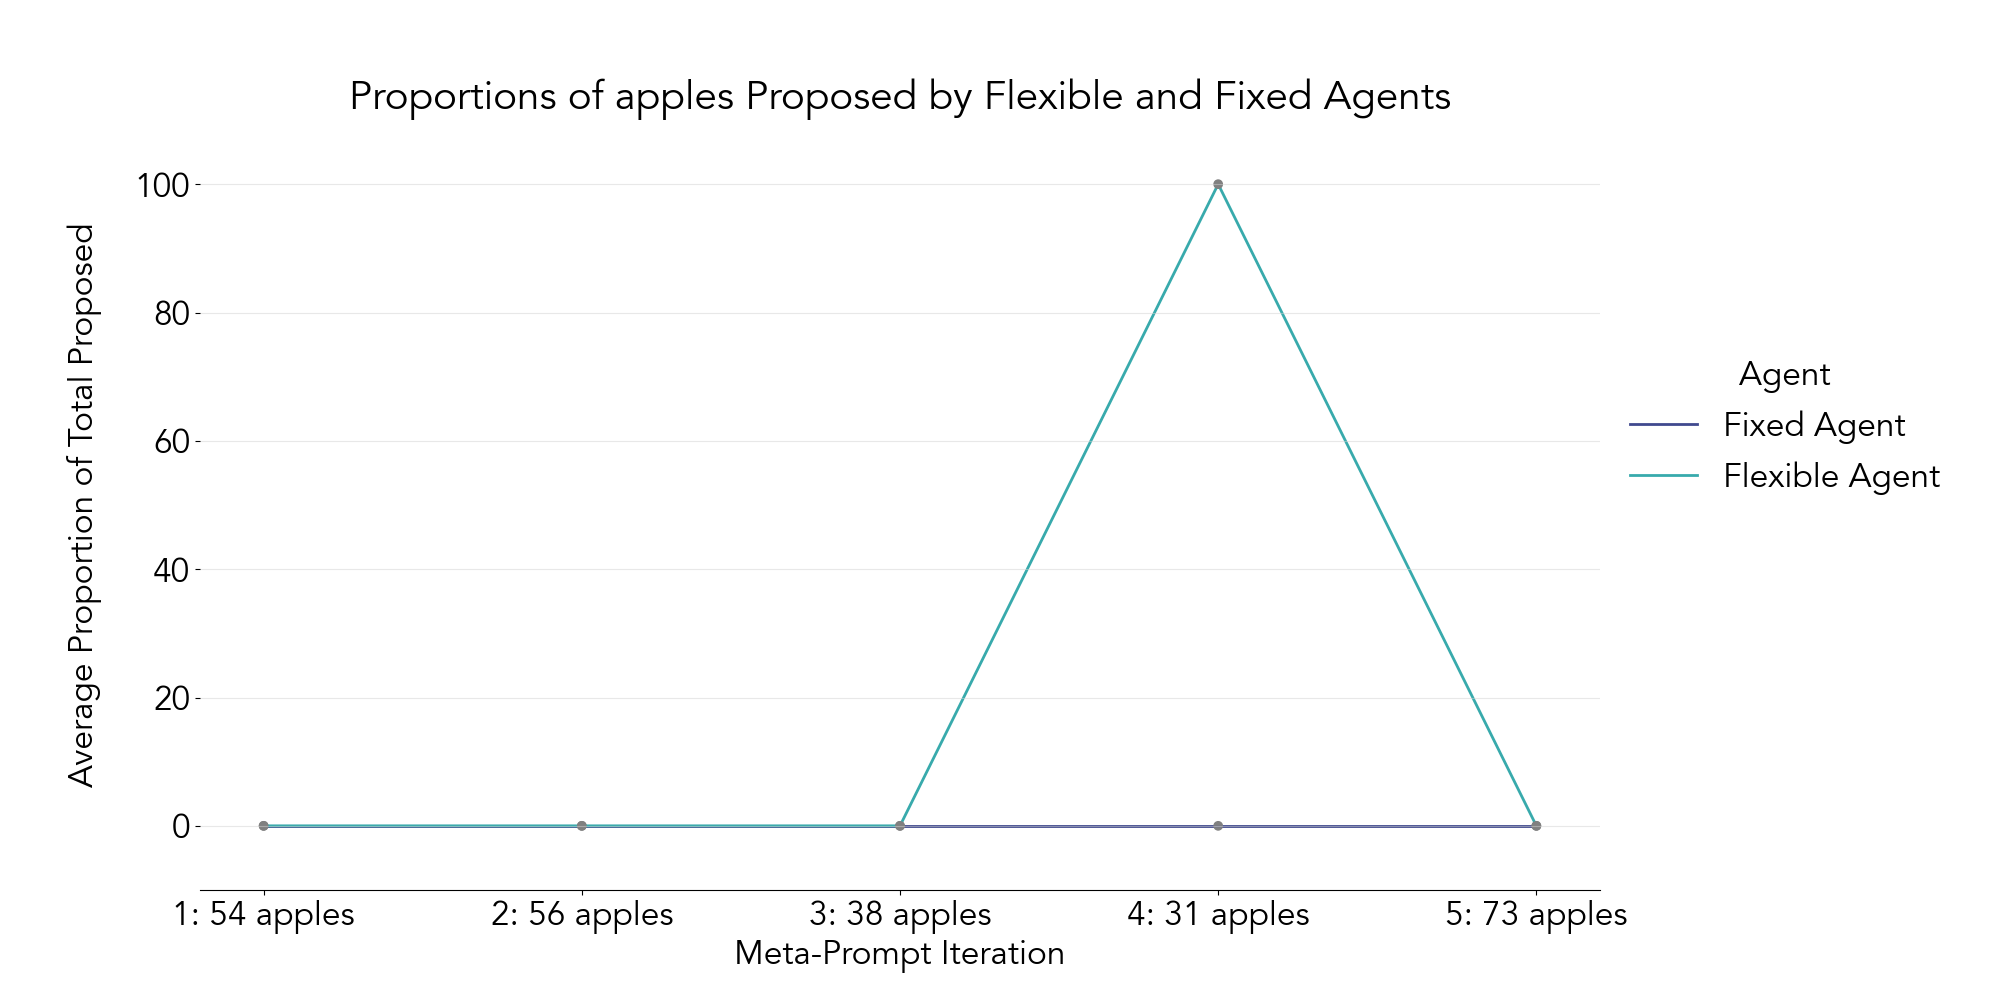 Proportions of apples Proposed by Flexible and Fixed Agents
Average Proportion of Total Proposed
100
80
60
40
20
0
1: 54 apples
2: 56 apples
3: 38 apples
4: 31 apples
5: 73 apples
Meta-Prompt Iteration
Agent
Fixed Agent
Flexible Agent